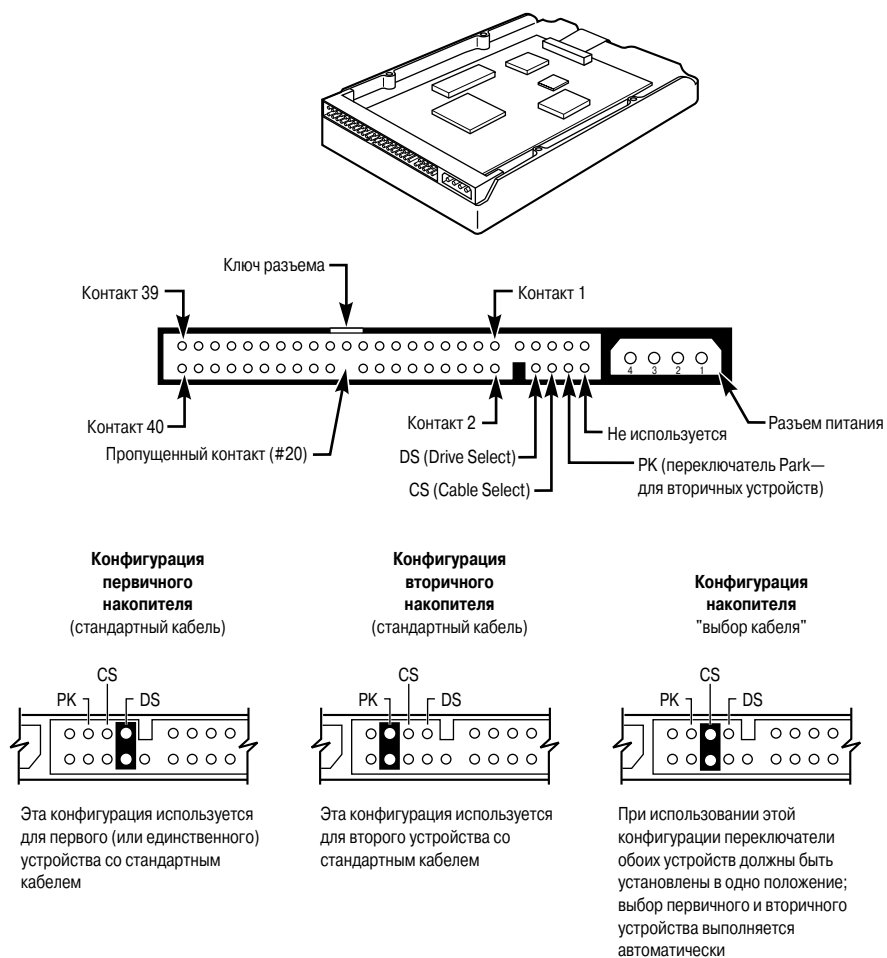 Ключ разъема
Контакт 39
Контакт 1
4 3 2 1
Контакт 40
Контакт 2
Не используется
Разъем питания
Пропущенный контакт (#20)
DS (Drive Select)
PK (переключатель Park—
для вторичных устройств)
CS (Cable Select)
Конфигурация
первичного
накопителя
(стандартный кабель)
CS
PK
DS
Эта конфигурация используется
для первого (или единственного)
устройства со стандартным
кабелем
Конфигурация
вторичного
накопителя
(стандартный кабель)
CS
PK
DS
Эта конфигурация используется
для второго устройства со
стандартным кабелем
Конфигурация
накопителя
"выбор кабеля"
CS
PK
DS
При использовании этой
конфигурации переключатели
обоих устройств должны быть
установлены в одно положение;
выбор первичного и вторичного
устройства выполняется
автоматически